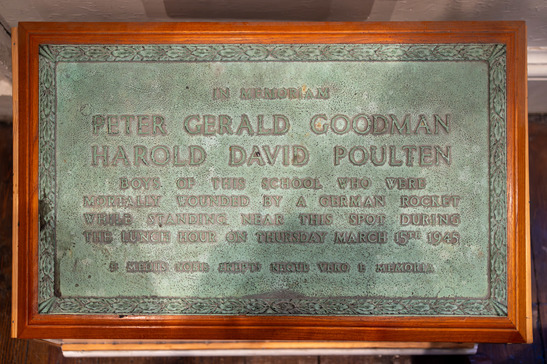 IN MEMORIAM
PETER GERALD GOODMAN
HAROLD DAVID POULTEN
BOYS OF THIS SCHOOL WHO WERE
MORTALLY WOUNDED BY A GERMAN ROCKET
WHILE STANDING NEAR THIS SPOT DURING
THE LUNCH HOUR ON THURSDAY MARCH 15TH 1945
MEMORIA